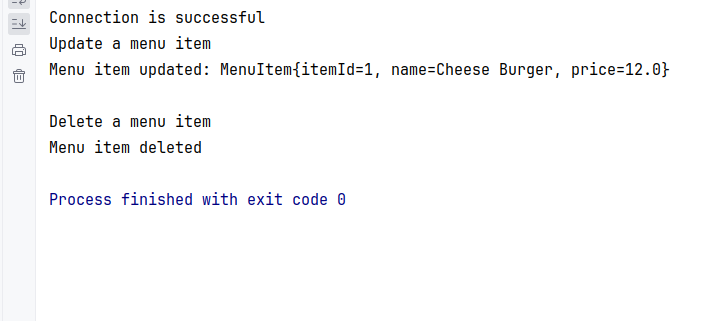 Connection is successful
Update a menu item
Menu item updated: MenuItem{itemId=1, name=Cheese Burger, price=12.0}
Delete a menu item
Menu item deleted
Process finished with exit code 0